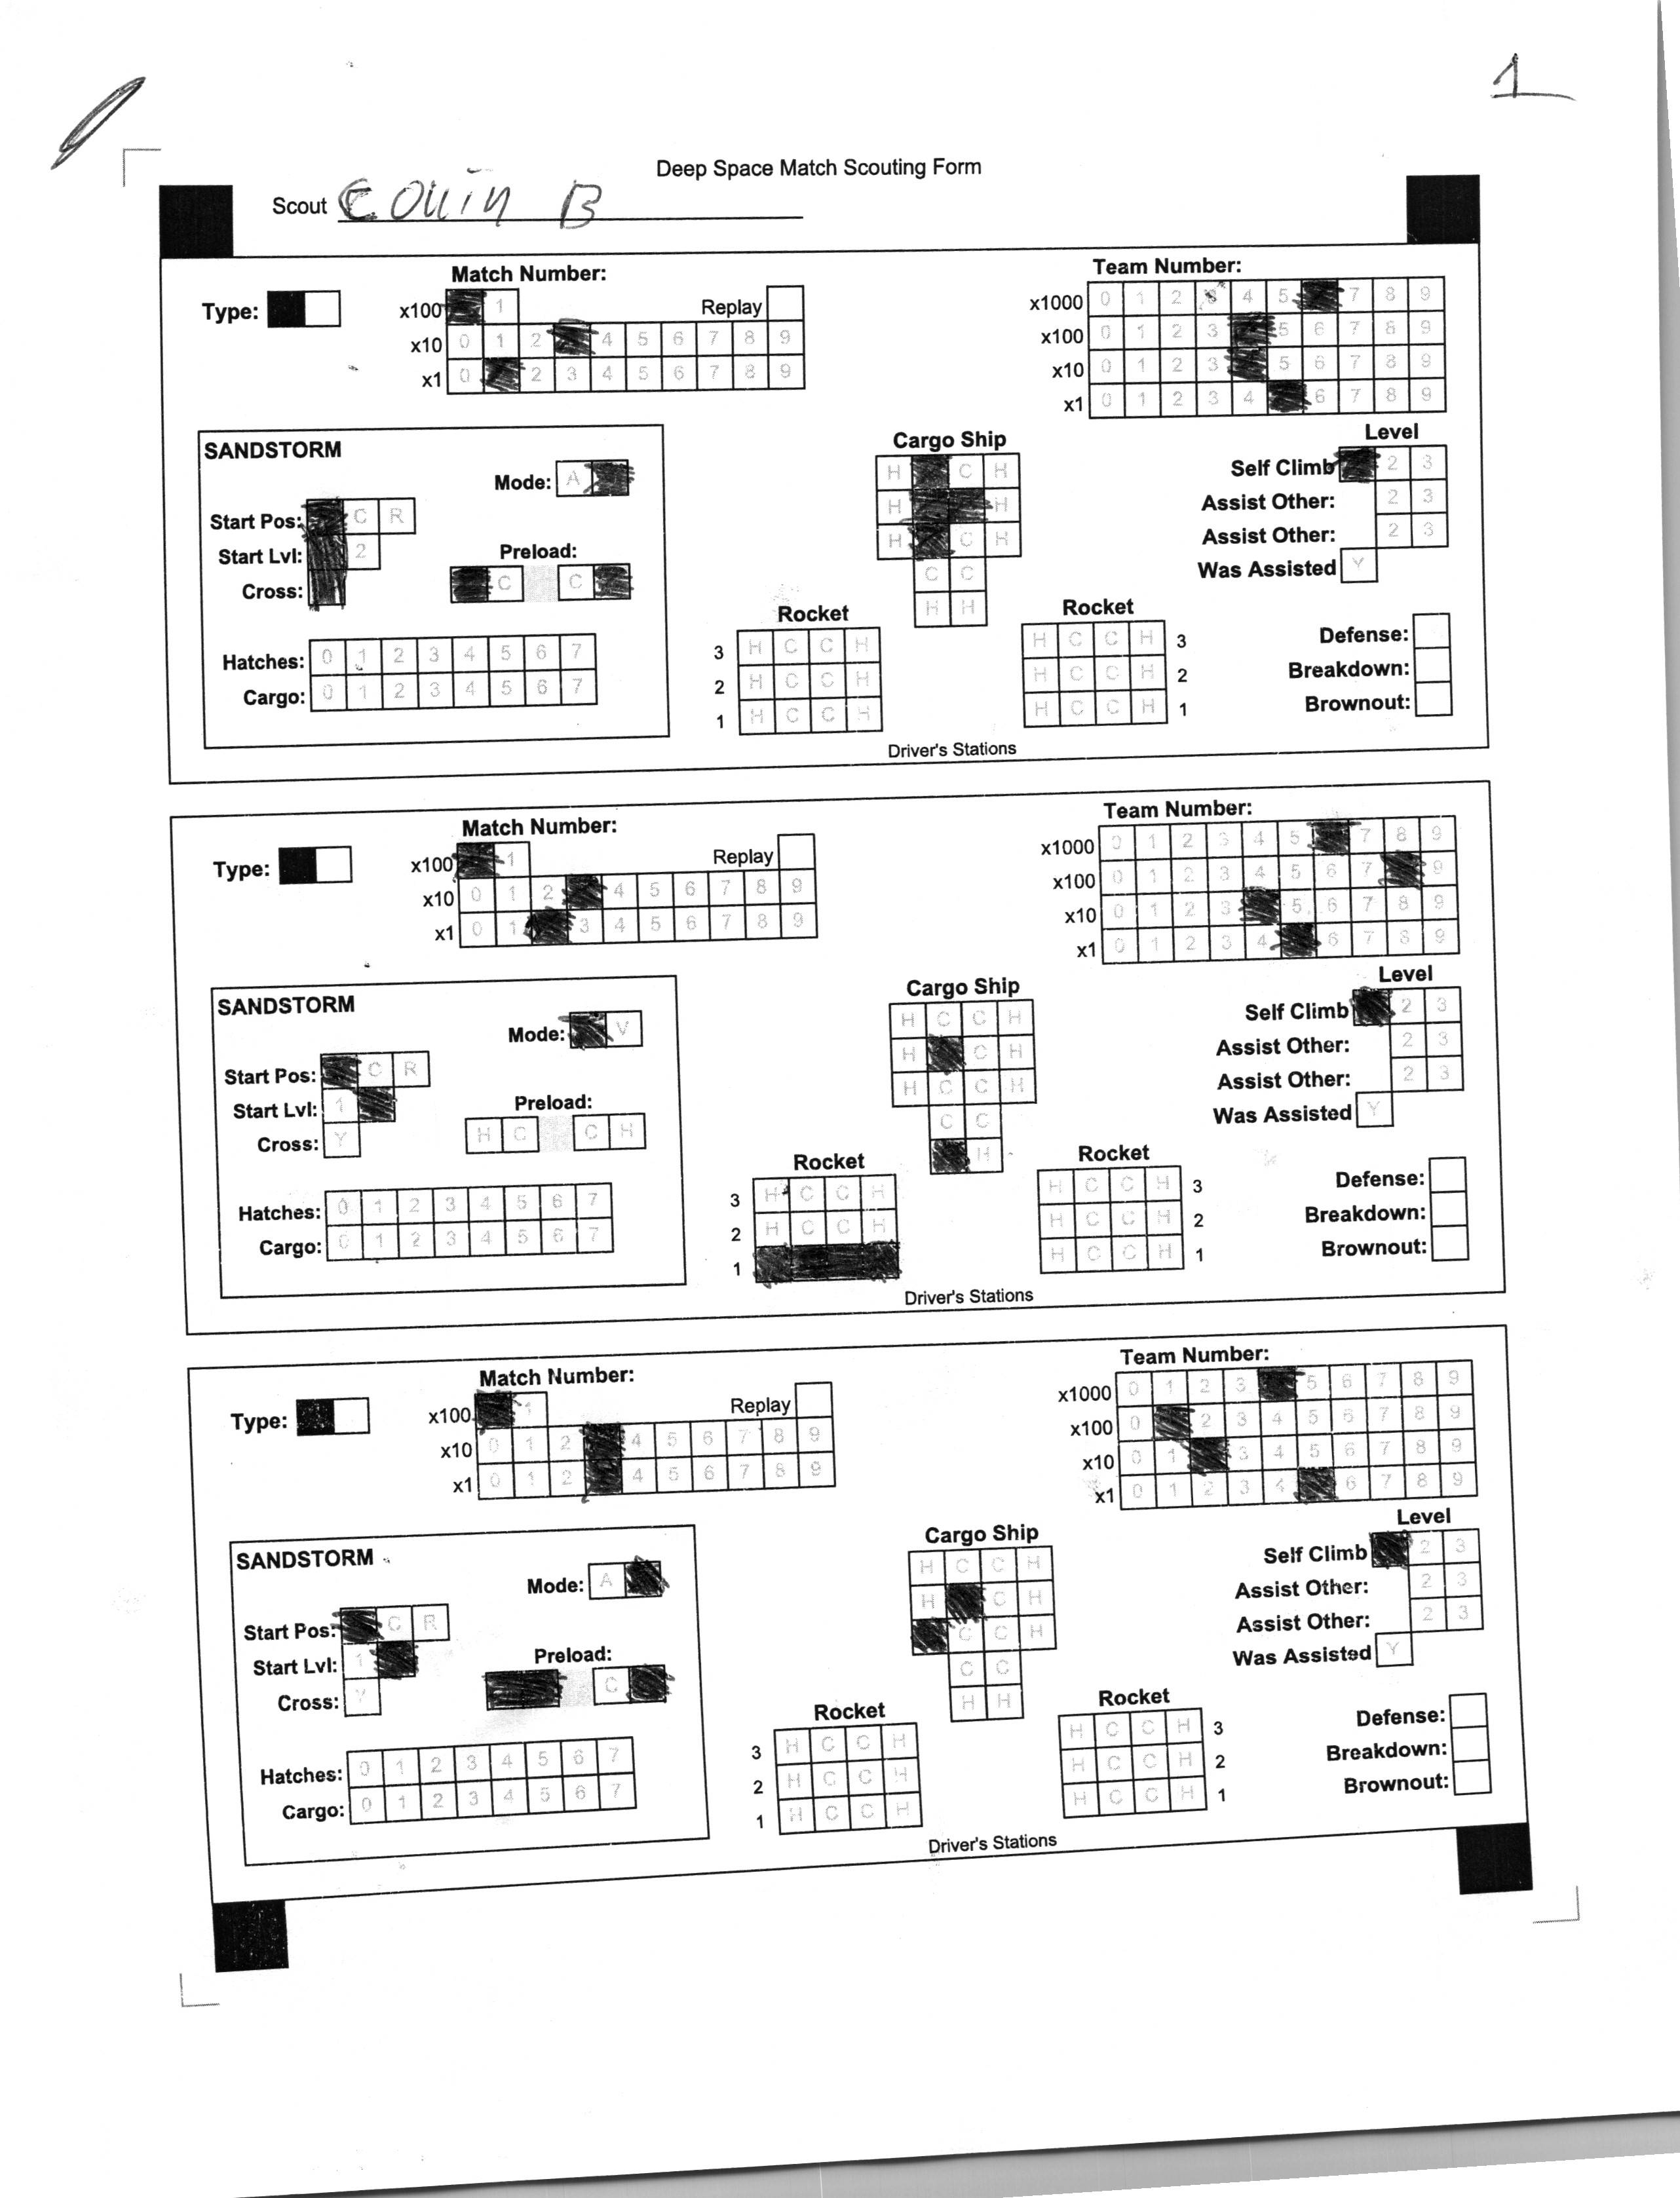 1
Deep Space Match Scouting Form
Scout Collin B
Match Number:
Team Number:
Type:
x100 1 Replay
x1000 0 1 2 3 4 5 7 8 9
x10 0 1 2 4 5 6 7 8 9
x100 0 1 2 3 5 6 7 8 9
x1 0 2 3 4 5 6 7 8 9
x10 0 1 2 3 5 6 7 8 9
x1 0 1 2 3 4 6 7 8 9
SANDSTORM
Mode: A
Start Pos: C R
Start Lvl: 2
Cross:
Preload:
C C
Hatches: 0 1 2 3 4 5 6 7
Cargo: 0 1 2 3 4 5 6 7
Cargo Ship
H C H
H H
H C H
C C
H H
Rocket
3 H C C H
2 H C C H
1 H C C H
Rocket
H C C H 3
H C C H 2
H C C H 1
Driver's Stations
Level
Self Climb 2 3
Assist Other: 2 3
Assist Other: 2 3
Was Assisted Y
Defense:
Breakdown:
Brownout:
Match Number:
Team Number:
Type:
x100 1 Replay
x1000 0 1 2 3 4 5 7 8 9
x10 0 1 2 4 5 6 7 8 9
x100 0 1 2 3 4 5 6 7 9
x1 0 1 3 4 5 6 7 8 9
x10 0 1 2 3 5 6 7 8 9
x1 0 1 2 3 4 6 7 8 9
SANDSTORM
Mode: V
Start Pos: C R
Start Lvl: 1
Cross: Y
Preload:
H C C H
Hatches: 0 1 2 3 4 5 6 7
Cargo: 0 1 2 3 4 5 6 7
Cargo Ship
H C C H
H C H
H C C H
C C
H
Rocket
3 H C C H
2 H C C H
1
Rocket
H C C H 3
H C C H 2
H C C H 1
Driver's Stations
Level
Self Climb 2 3
Assist Other: 2 3
Assist Other: 2 3
Was Assisted Y
Defense:
Breakdown:
Brownout:
Match Number:
Team Number:
Type:
x100 1 Replay
x1000 0 1 2 3 5 6 7 8 9
x10 0 1 2 4 5 6 7 8 9
x100 0 2 3 4 5 6 7 8 9
x1 0 1 2 4 5 6 7 8 9
x10 0 1 3 4 5 6 7 8 9
x1 0 1 2 3 4 6 7 8 9
SANDSTORM
Mode: A
Start Pos: C R
Start Lvl: 1
Cross: Y
Preload:
C
Hatches: 0 1 2 3 4 5 6 7
Cargo: 0 1 2 3 4 5 6 7
Cargo Ship
H C C H
H C H
C C H
C C
H H
Rocket
3 H C C H
2 H C C H
1 H C C H
Rocket
H C C H 3
H C C H 2
H C C H 1
Driver's Stations
Level
Self Climb 2 3
Assist Other: 2 3
Assist Other: 2 3
Was Assisted Y
Defense:
Breakdown:
Brownout: